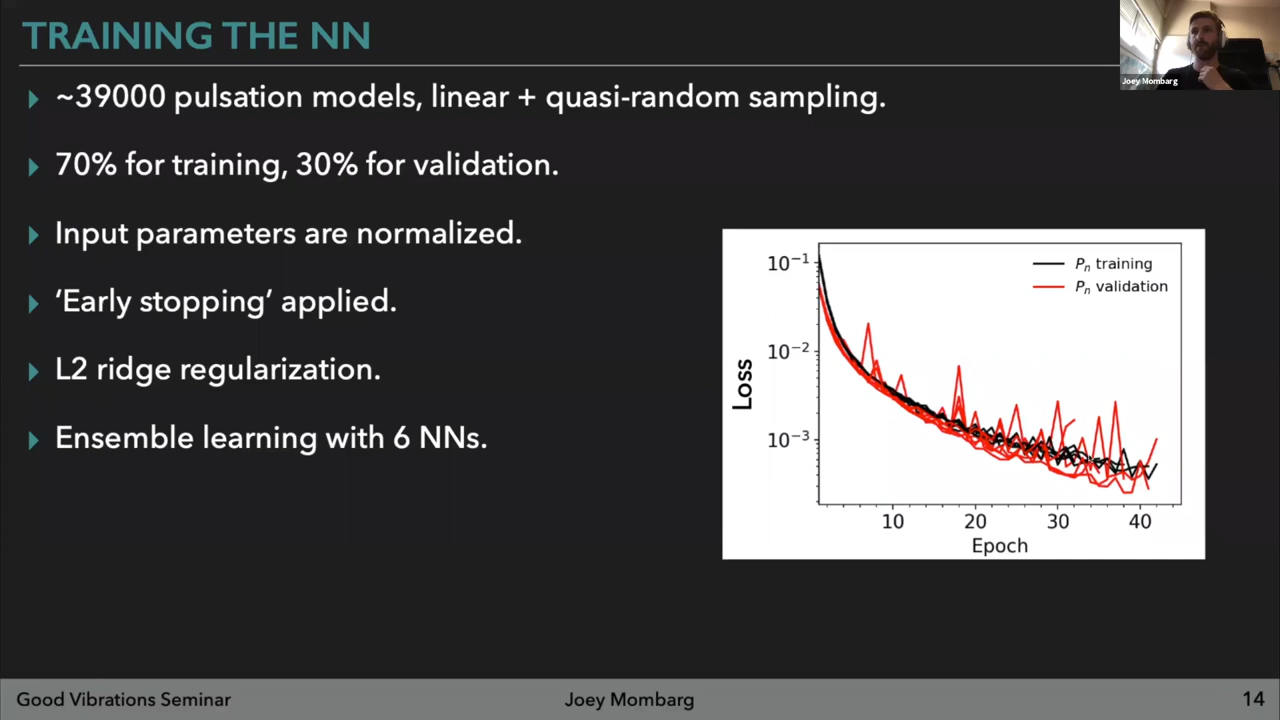 TRAINING THE NN
~39000 pulsation models, linear + quasi-random sampling.
70% for training, 30% for validation.
Input parameters are normalized.
‘Early stopping’ applied.
L2 ridge regularization.
Ensemble learning with 6 NNs.
Joey Mombarg
10⁻¹
10⁻²
10⁻³
Loss
Pₙ training
Pₙ validation
10 20 30 40
Epoch
Good Vibrations Seminar
Joey Mombarg
14